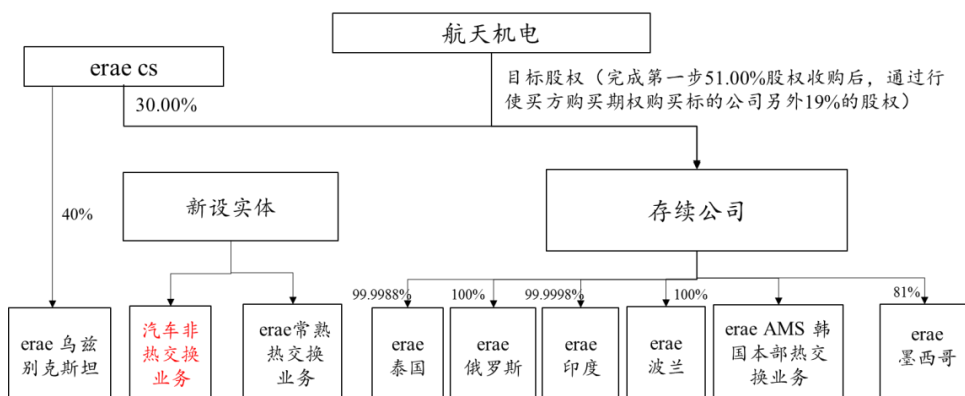 航天机电
erae cs
目标股权（完成第一步51.00%股权收购后，通过行
使买方购买期权购买标的公司另外19%的股权）
30.00%
新设实体
存续公司
40%
99.9988%
100%
99.9998%
100%
81%
erae 乌兹
别克斯坦
汽车非
热交换
业务
erae常熟
热交换
业务
erae
泰国
erae
俄罗斯
erae
印度
erae
波兰
erae AMS 韩
国本部热交
换业务
erae
墨西哥